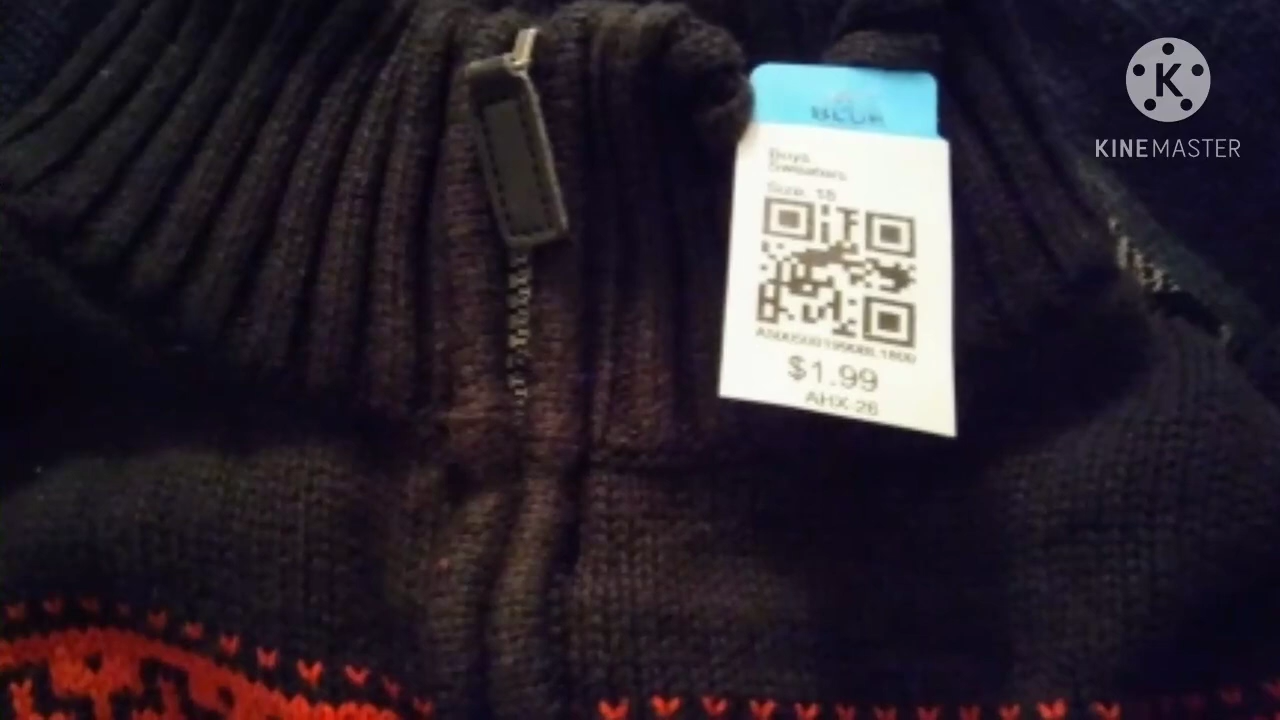 BLUE
Boys
Sweaters
Size: 18
$1.99
AHX-26
K
KINEMASTER